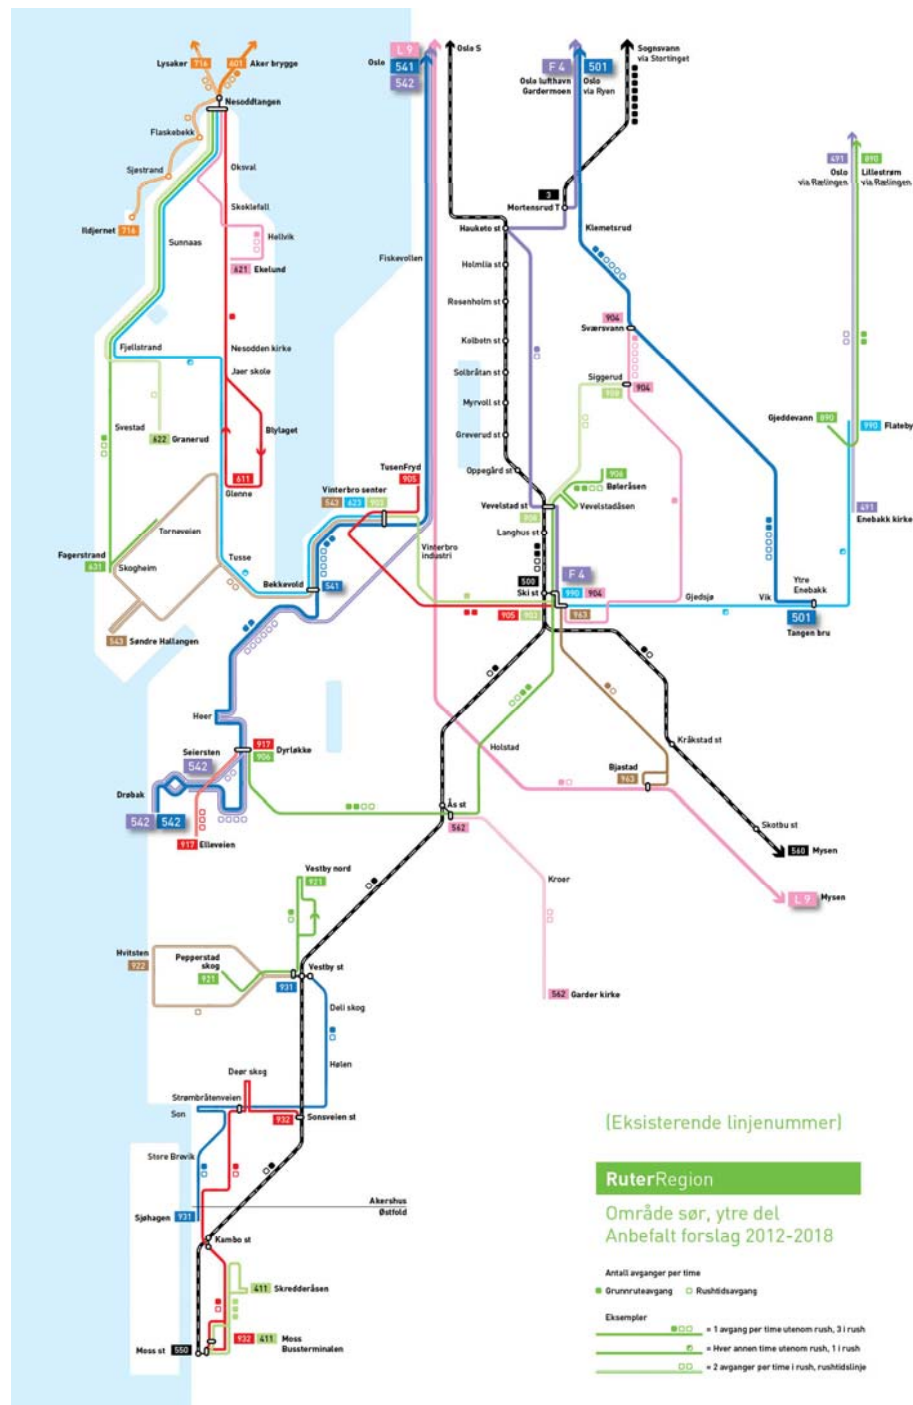 Lysaker 716
601 Aker brygge
Nesoddtangen
Flaskebekk
Sjøstrand
Ildjernet 716
Oksval
Skoklefall
Hellvik
621 Ekelund
Sunnaas
Fjellstrand
Nesodden kirke
Jaer skole
Svestad
622 Granerud
Blylaget
611
Glenne
Torneveien
Fagerstrand
631
Skogheim
Tusse
543 Søndre Hallangen
Bekkevold
541
L 9
Oslo 541
542
Oslo S
F 4
501
Oslo lufthavn
Gardermoen
Oslo
via Ryen
Sognsvann
via Stortinget
3
Mortensrud T
Hauketo st
Holmlia st
Rosenholm st
Kolbotn st
Solbråtan st
Myrvoll st
Greverud st
Oppegård st
Vevelstad st
Langhus st
500
Ski st
Fiskevollen
Klemetsrud
904
Sværsvann
Siggerud
904
491
890
Oslo
via Rælingen
Lillestrøm
via Rælingen
Gjeddevann 890
990 Flateby
491
Enebakk kirke
TusenFryd
905
Vinterbro senter
543 623 903
Vinterbro
industri
906
Bøleråsen
Vevelstadåsen
F 4
990 904
905 903
963
Gjedsjø
Vik
Ytre
Enebakk
501
Tangen bru
Heer
Seiersten
542
917
906
Dyrløkke
Drøbak
542 542
917 Elleveien
Holstad
Ås st
562
Kroer
562 Garder kirke
Kråkstad st
Bjastad
963
Skotbu st
560 Mysen
L 9 Mysen
Vestby nord
921
Hvitsten
922
Pepperstad
skog
921
Vestby st
931
Deli skog
Hølen
Deør skog
Strømbråtenveien
Son
932
Sonsveien st
Store Brevik
Akershus
Østfold
Sjøhagen 931
Kambo st
411 Skredderåsen
932 411 Moss
Bussterminalen
Moss st 550
(Eksisterende linjenummer)
RuterRegion
Område sør, ytre del
Anbefalt forslag 2012-2018
Antall avganger per time
Grunnruteavgang
Rushtidsavgang
Eksempler
= 1 avgang per time utenom rush, 3 i rush
= Hver annen time utenom rush, 1 i rush
= 2 avganger per time i rush, rushtidslinje